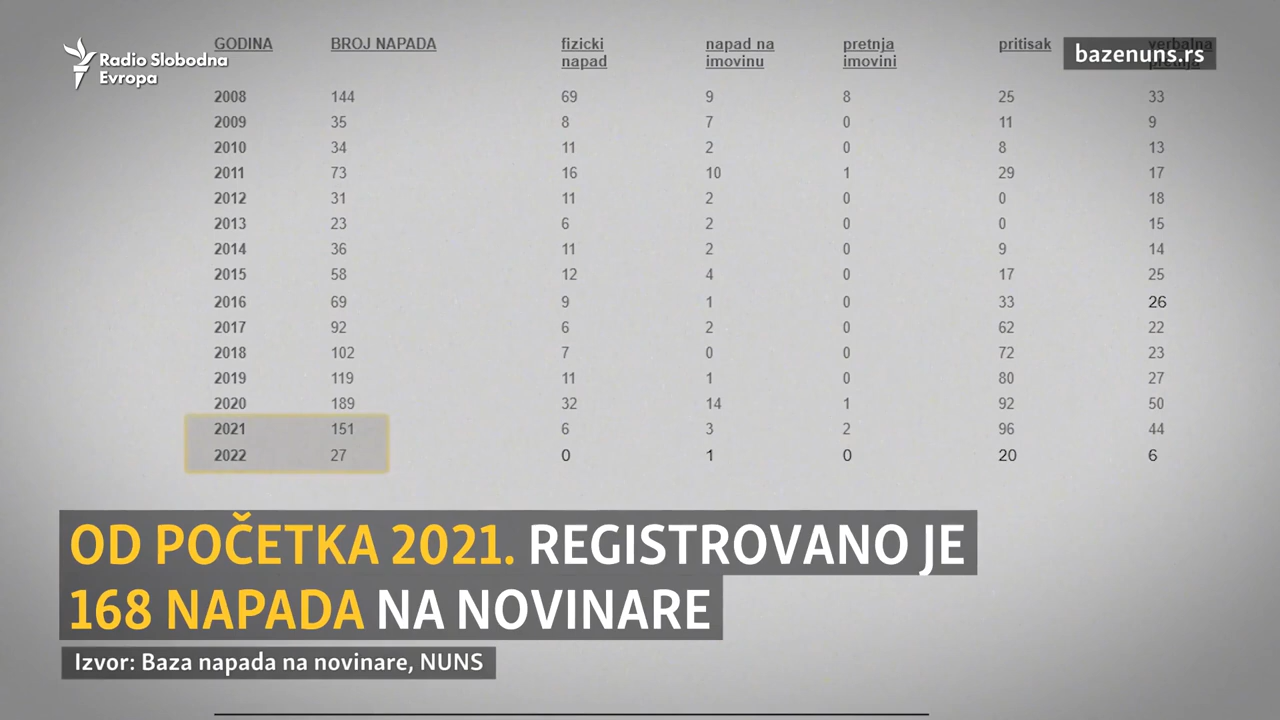 Radio Slobodna
Evropa
bazenuns.rs
GODINA BROJ NAPADA fizicki napad napad na imovinu pretnja imovini pritisak verbalna
2008 144 69 9 8 25 33
2009 35 8 7 0 11 9
2010 34 11 2 0 8 13
2011 73 16 10 1 29 17
2012 31 11 2 0 0 18
2013 23 6 2 0 0 15
2014 36 11 2 0 9 14
2015 58 12 4 0 17 25
2016 69 9 1 0 33 26
2017 92 6 2 0 62 22
2018 102 7 0 0 72 23
2019 119 11 1 0 80 27
2020 189 32 14 1 92 50
2021 151 6 3 2 96 44
2022 27 0 1 0 20 6
OD POČETKA 2021. REGISTROVANO JE
168 NAPADA NA NOVINARE
Izvor: Baza napada na novinare, NUNS